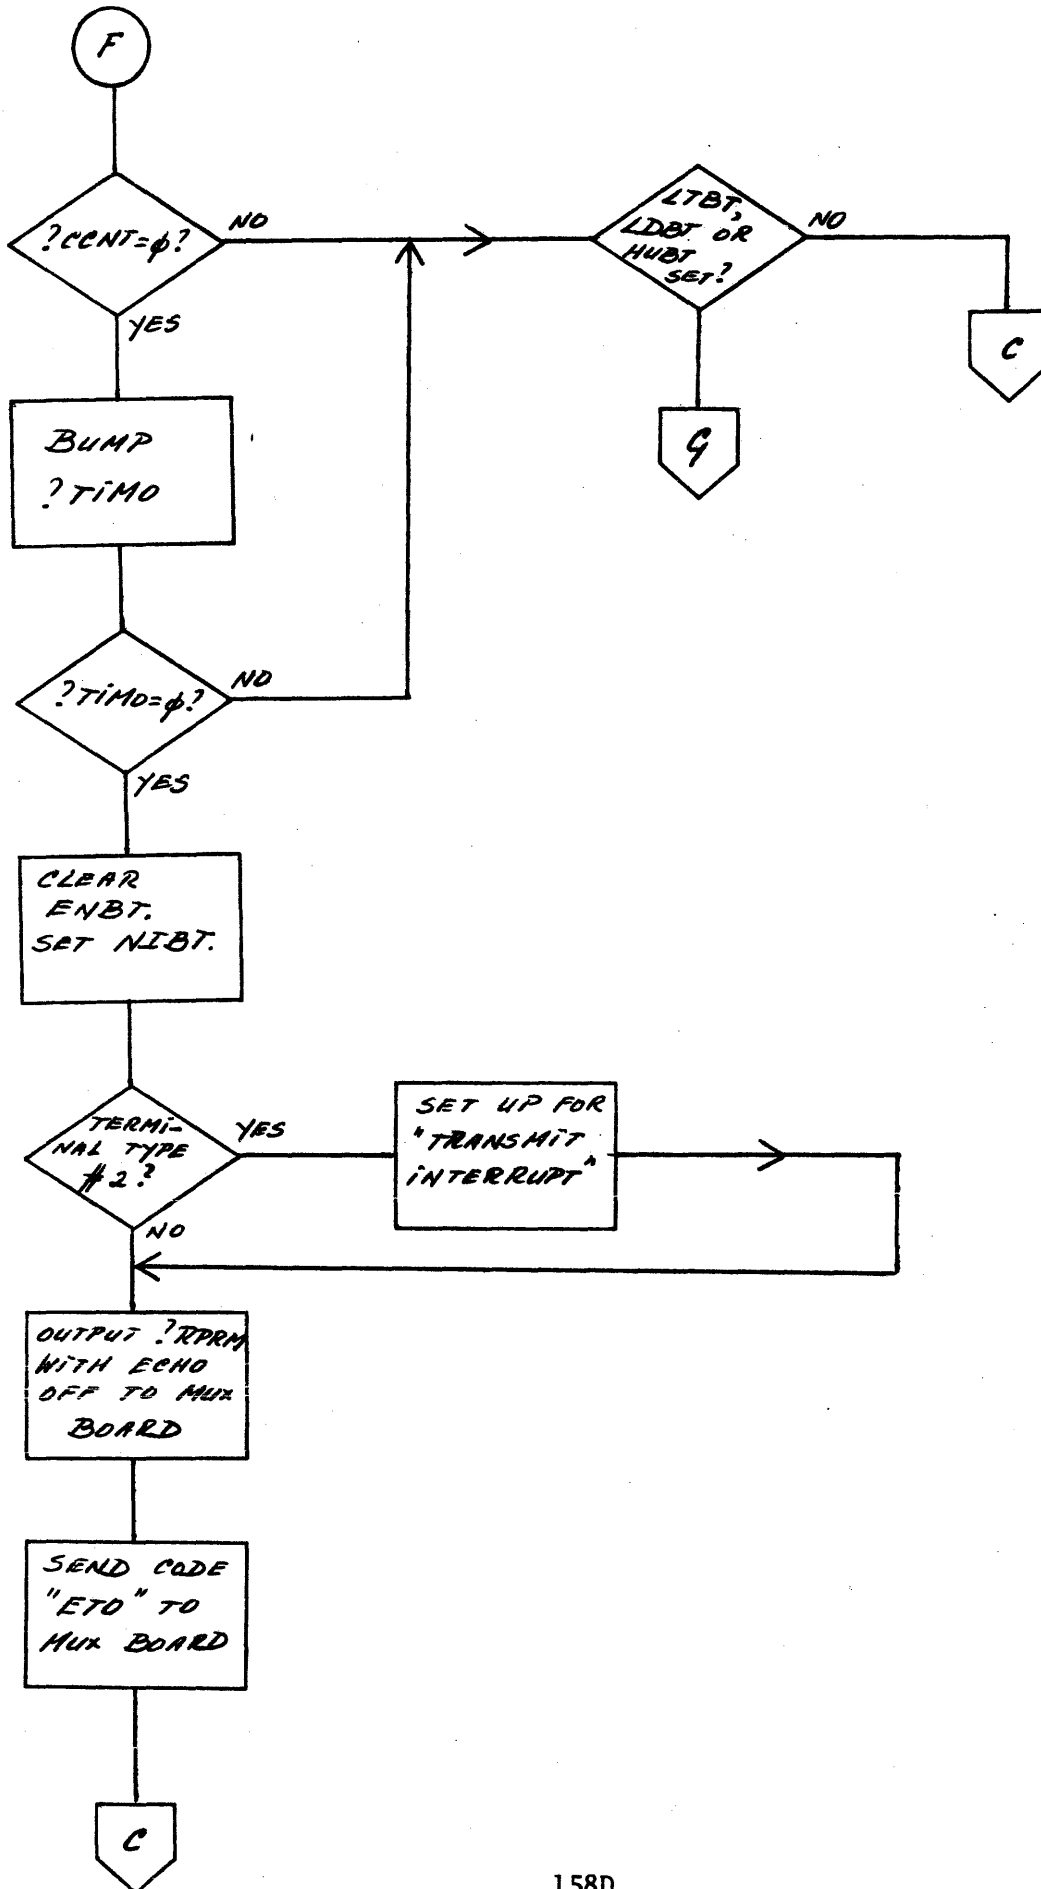 F
?CCNT=ϕ?
NO
YES
LTBT,
LDBT OR
HUBT
SET?
NO
C
G
BUMP
?TIMO
?TIMO=ϕ?
NO
YES
CLEAR
ENBT.
SET NIBT.
TERMI-
NAL TYPE
#2?
YES
NO
SET UP FOR
"TRANSMIT
INTERRUPT"
OUTPUT ?RPRM
WITH ECHO
OFF TO MUX
BOARD
SEND CODE
"ETO" TO
MUX BOARD
C
158D